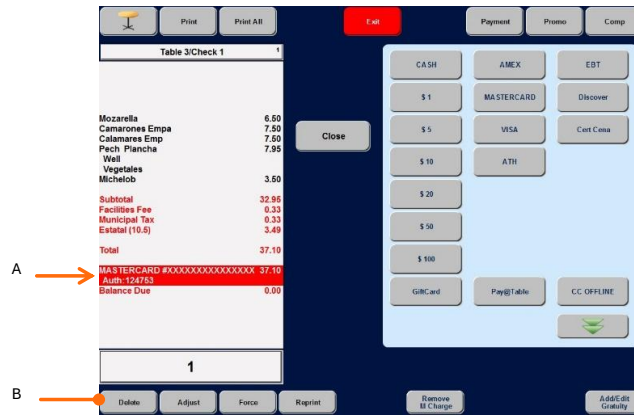 Print Print All Exit Payment Promo Comp
Table 3/Check 1 1
Mozarella 6.50
Camarones Empa 7.50
Calamares Emp 7.50
Pech Plancha 7.95
Well
Vegetales
Michelob 3.50
Subtotal 32.95
Facilities Fee 0.33
Municipal Tax 0.33
Estatal (10.5) 3.49
Total 37.10
A
MASTERCARD #XXXXXXXXXXXXXXX 37.10
Auth:124753
Balance Due 0.00
1
Close
CASH AMEX EBT
$ 1 MASTERCARD Discover
$ 5 VISA Cert Cena
$ 10 ATH
$ 20
$ 50
$ 100
GiftCard Pay@Table CC OFFLINE
B
Delete Adjust Force Reprint Remove
M Charge Add/Edit
Gratuity